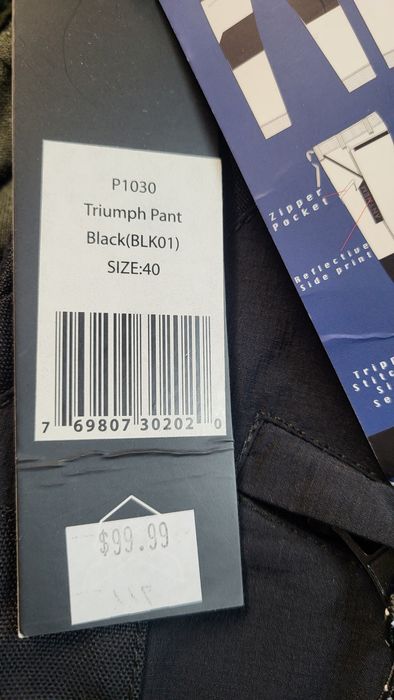 P1030
Triumph Pant
Black(BLK01)
SIZE:40
7 69807 30202 0
$99.99
Zipper
Pocket
Reflective
Side print